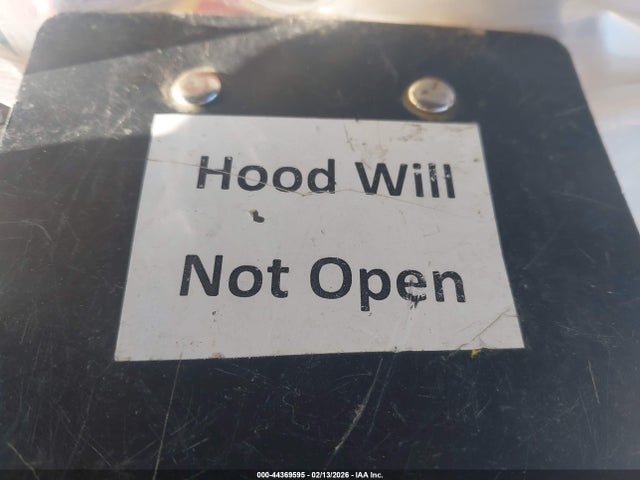 Hood Will
Not Open
000-44369595 - 02/13/2026 - IAA Inc.